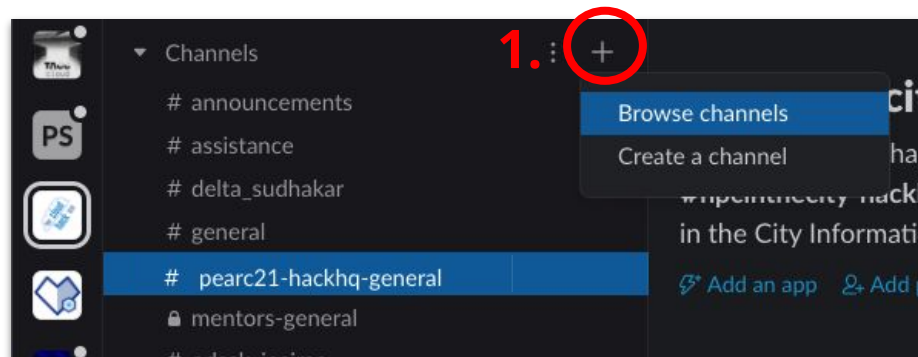 Channels
1.
+
# announcements
# assistance
# delta_sudhakar
# general
# pearc21-hackhq-general
mentors-general
PS
Browse channels
Create a channel
in the City Informati
Add an app
Add